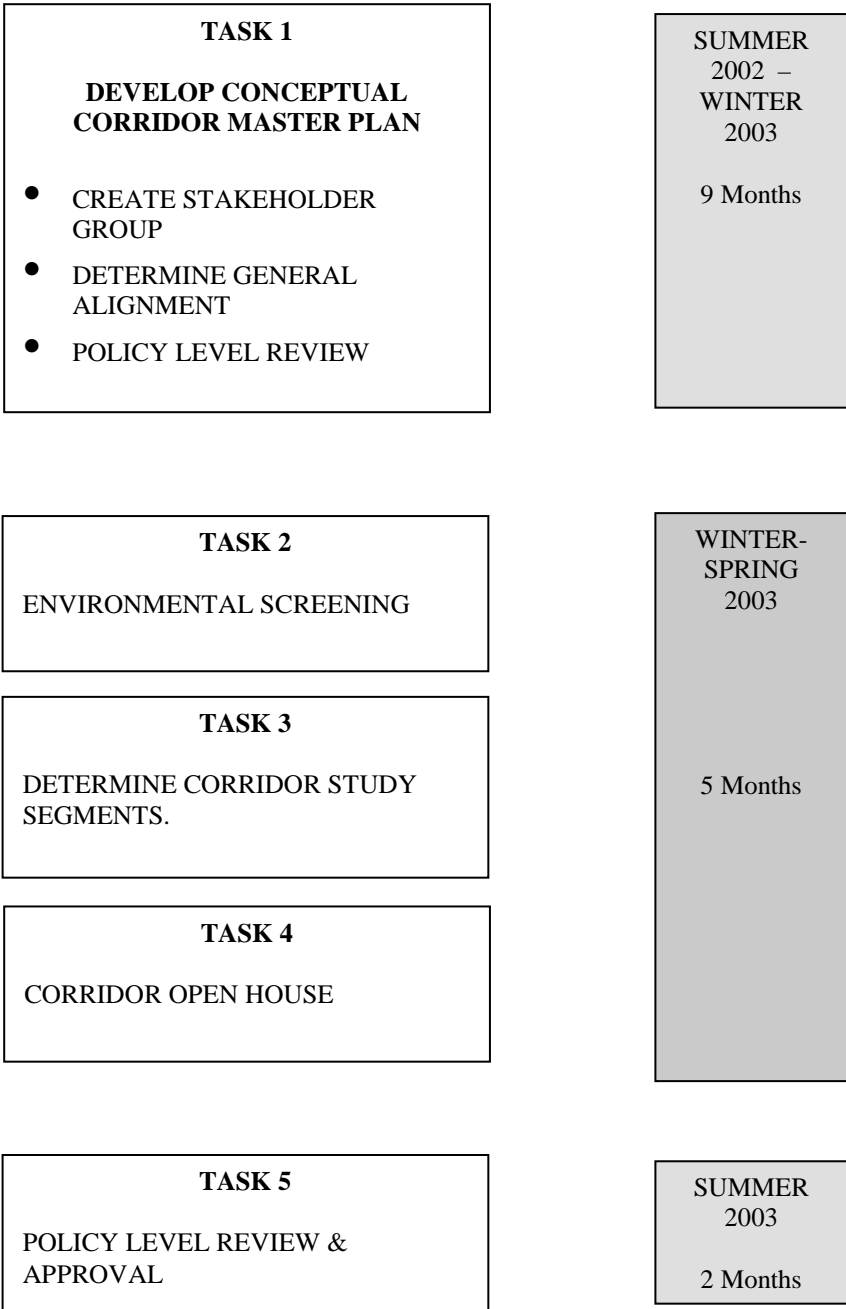 TASK 1
DEVELOP CONCEPTUAL
CORRIDOR MASTER PLAN
• CREATE STAKEHOLDER
GROUP
• DETERMINE GENERAL
ALIGNMENT
• POLICY LEVEL REVIEW
SUMMER
2002 –
WINTER
2003
9 Months
TASK 2
ENVIRONMENTAL SCREENING
TASK 3
DETERMINE CORRIDOR STUDY
SEGMENTS.
TASK 4
CORRIDOR OPEN HOUSE
WINTER-
SPRING
2003
5 Months
TASK 5
POLICY LEVEL REVIEW &
APPROVAL
SUMMER
2003
2 Months